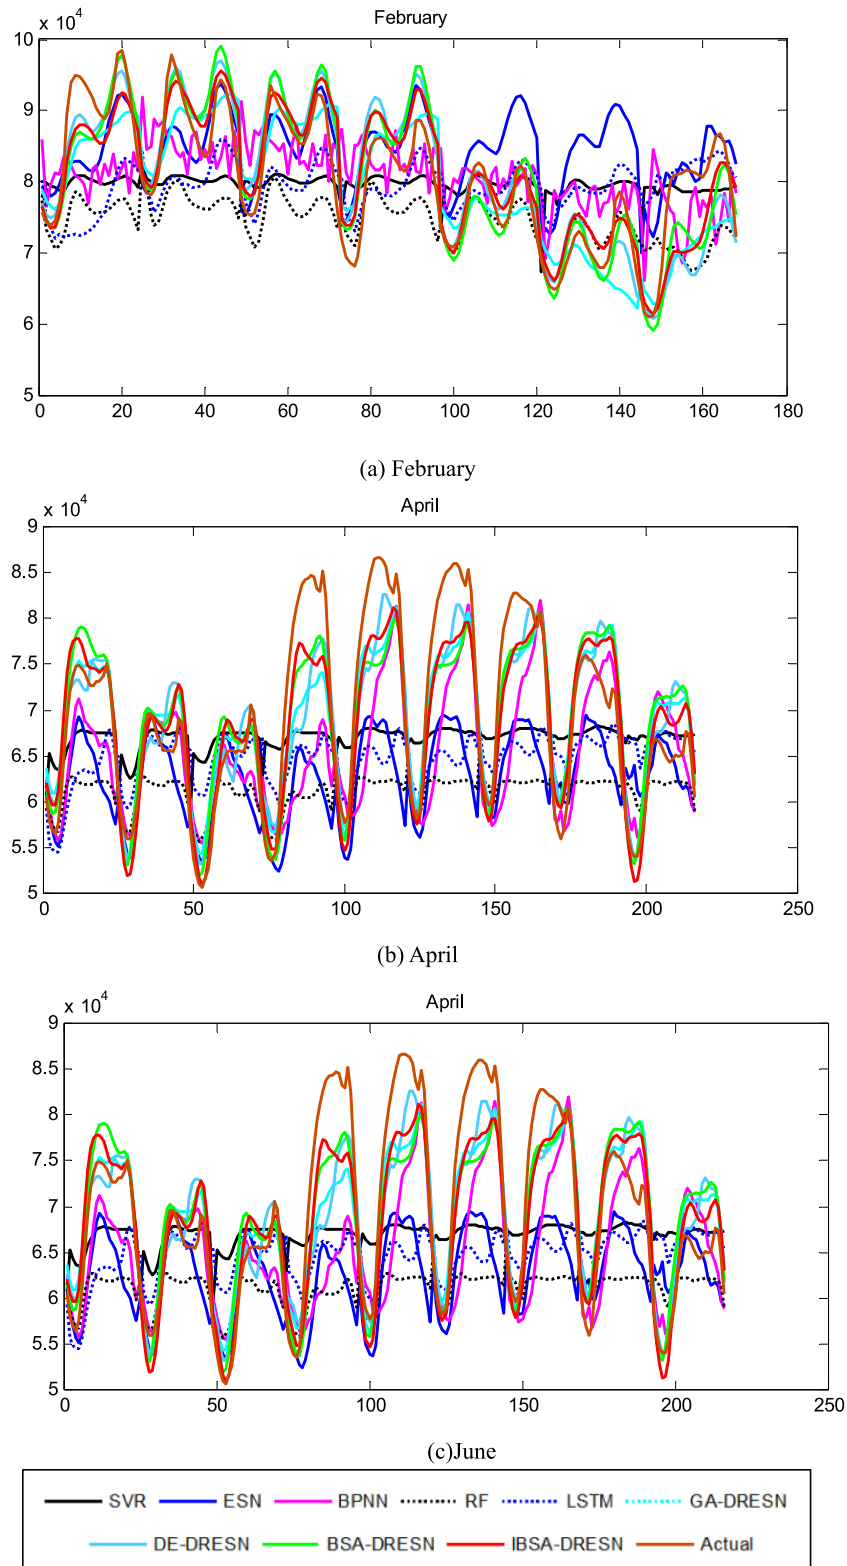 February
x 10^4
10
9
8
7
6
5
0 20 40 60 80 100 120 140 160 180
(a) February
April
x 10^4
9
8.5
8
7.5
7
6.5
6
5.5
5
0 50 100 150 200 250
(b) April
April
x 10^4
9
8.5
8
7.5
7
6.5
6
5.5
5
0 50 100 150 200 250
(c)June
SVR ESN BPNN RF LSTM GA-DRESN
DE-DRESN BSA-DRESN IBSA-DRESN Actual